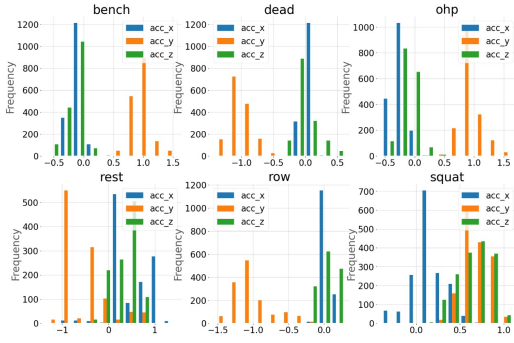 bench
dead
ohp
1200
1000
800
600
400
200
0
Frequency
acc_x
acc_y
acc_z
−0.5
0.0
0.5
1.0
1.5
1200
1000
800
600
400
200
0
Frequency
acc_x
acc_y
acc_z
−1.0
−0.5
0.0
0.5
1000
800
600
400
200
0
Frequency
acc_x
acc_y
acc_z
−0.5
0.0
0.5
1.0
1.5
rest
row
squat
500
400
300
200
100
0
Frequency
acc_x
acc_y
acc_z
−1
0
1
1200
1000
800
600
400
200
0
Frequency
acc_x
acc_y
acc_z
−1.5
−1.0
−0.5
0.0
700
600
500
400
300
200
100
0
Frequency
acc_x
acc_y
acc_z
0.0
0.5
1.0